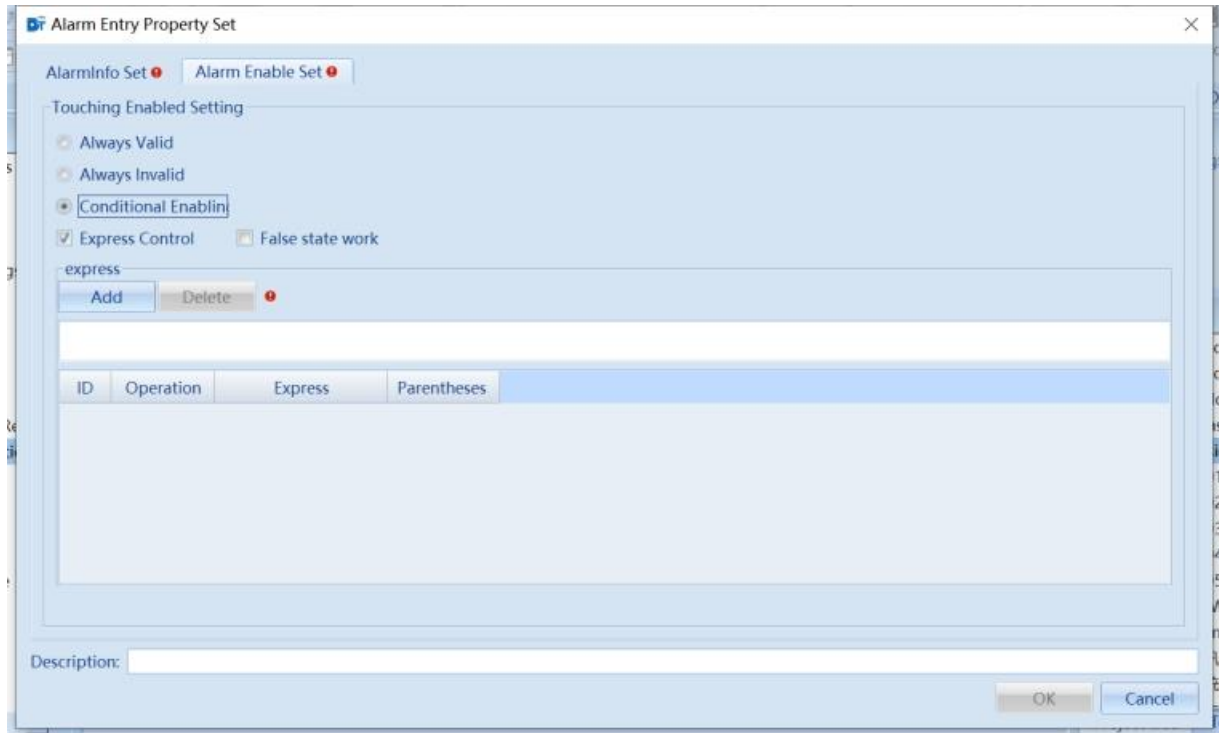 Alarm Entry Property Set
AlarmInfo Set Alarm Enable Set
Touching Enabled Setting
Always Valid
Always Invalid
Conditional Enablin
Express Control False state work
express
Add Delete
ID Operation Express Parentheses
Description:
OK Cancel